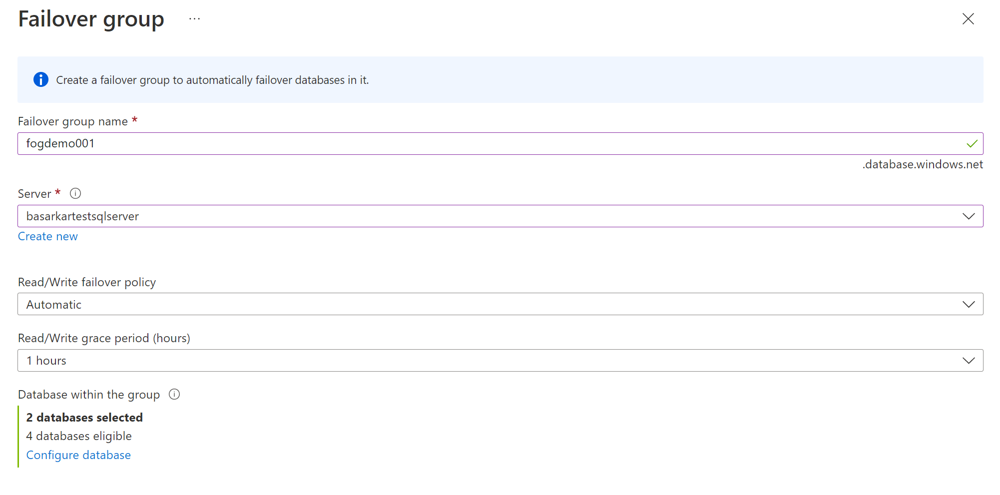 Failover group ...
Create a failover group to automatically failover databases in it.
Failover group name *
fogdemo001
.database.windows.net
Server *
basarkartestsqlserver
Create new
Read/Write failover policy
Automatic
Read/Write grace period (hours)
1 hours
Database within the group
2 databases selected
4 databases eligible
Configure database